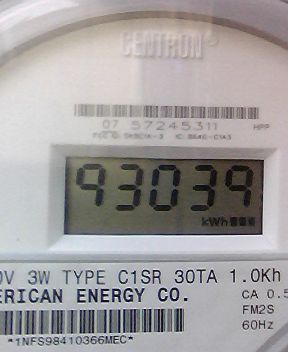 CENTRON®
07 57245311 HPP
93039
kWh
0V 3W TYPE C1SR 30TA 1.0Kh
ERICAN ENERGY CO.
CA 0.5
FM2S
60Hz
*1NFS98410366MEC*